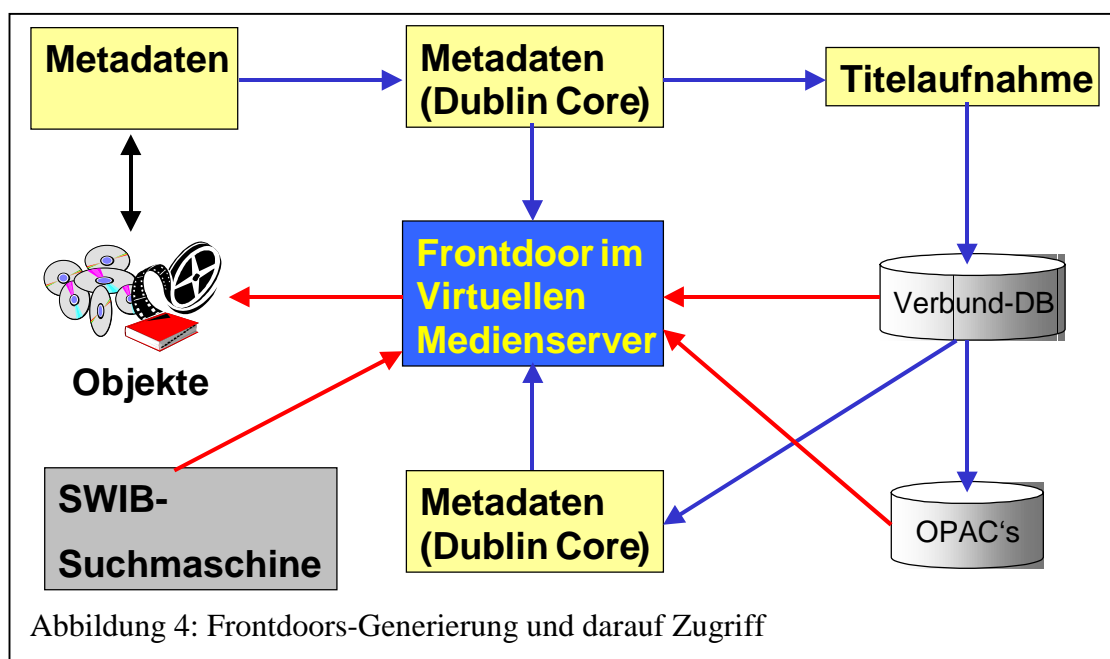 Metadaten
Metadaten
(Dublin Core)
Titelaufnahme
Frontdoor im
Virtuellen
Medienserver
Verbund-DB
Objekte
SWIB-
Suchmaschine
Metadaten
(Dublin Core)
OPAC‘s
Abbildung 4: Frontdoors-Generierung und darauf Zugriff